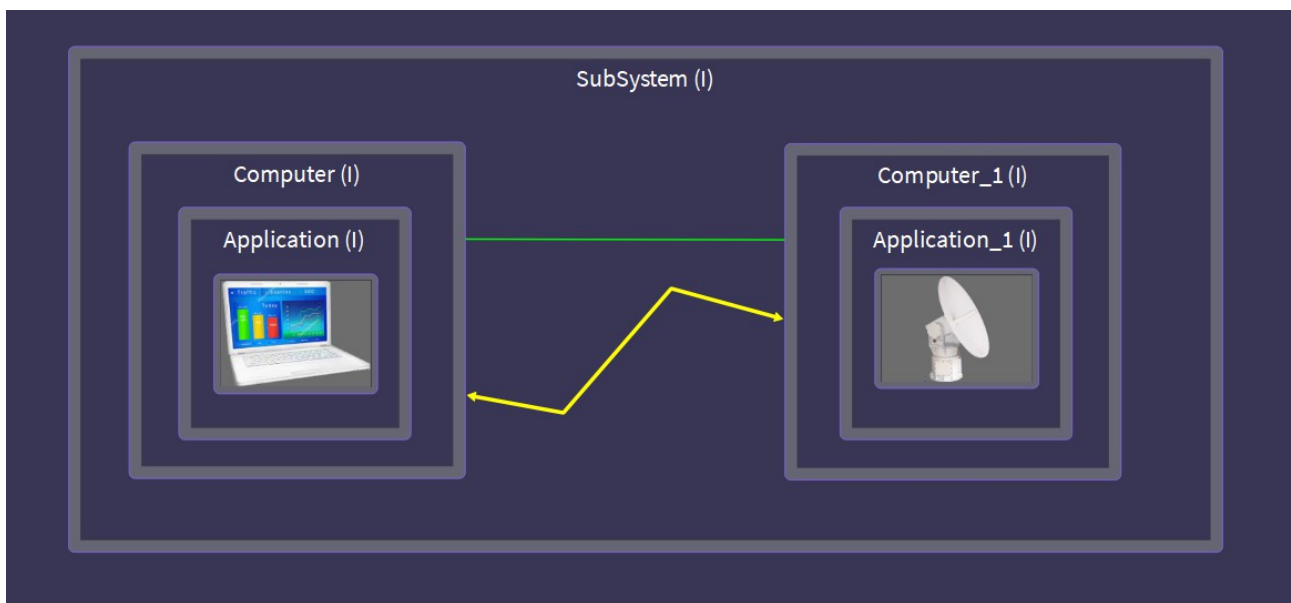 SubSystem (I)
Computer (I)
Computer_1 (I)
Application (I)
Application_1 (I)